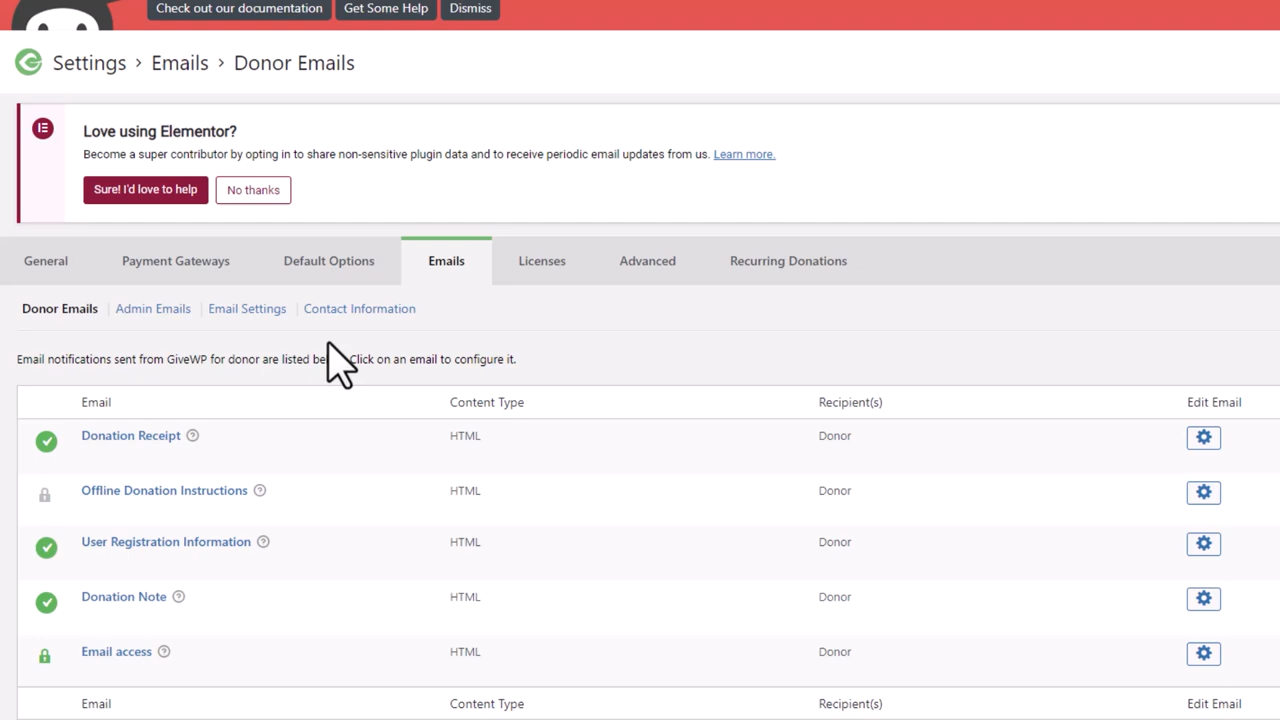 Check out our documentation Get Some Help Dismiss
Settings › Emails › Donor Emails
Love using Elementor?
Become a super contributor by opting in to share non-sensitive plugin data and to receive periodic email updates from us. Learn more.
Sure! I'd love to help No thanks
General Payment Gateways Default Options Emails Licenses Advanced Recurring Donations
Donor Emails Admin Emails Email Settings Contact Information
Email notifications sent from GiveWP for donor are listed Click on an email to configure it.
Email Content Type Recipient(s) Edit Email
Donation Receipt HTML Donor
Offline Donation Instructions HTML Donor
User Registration Information HTML Donor
Donation Note HTML Donor
Email access HTML Donor
Email Content Type Recipient(s) Edit Email